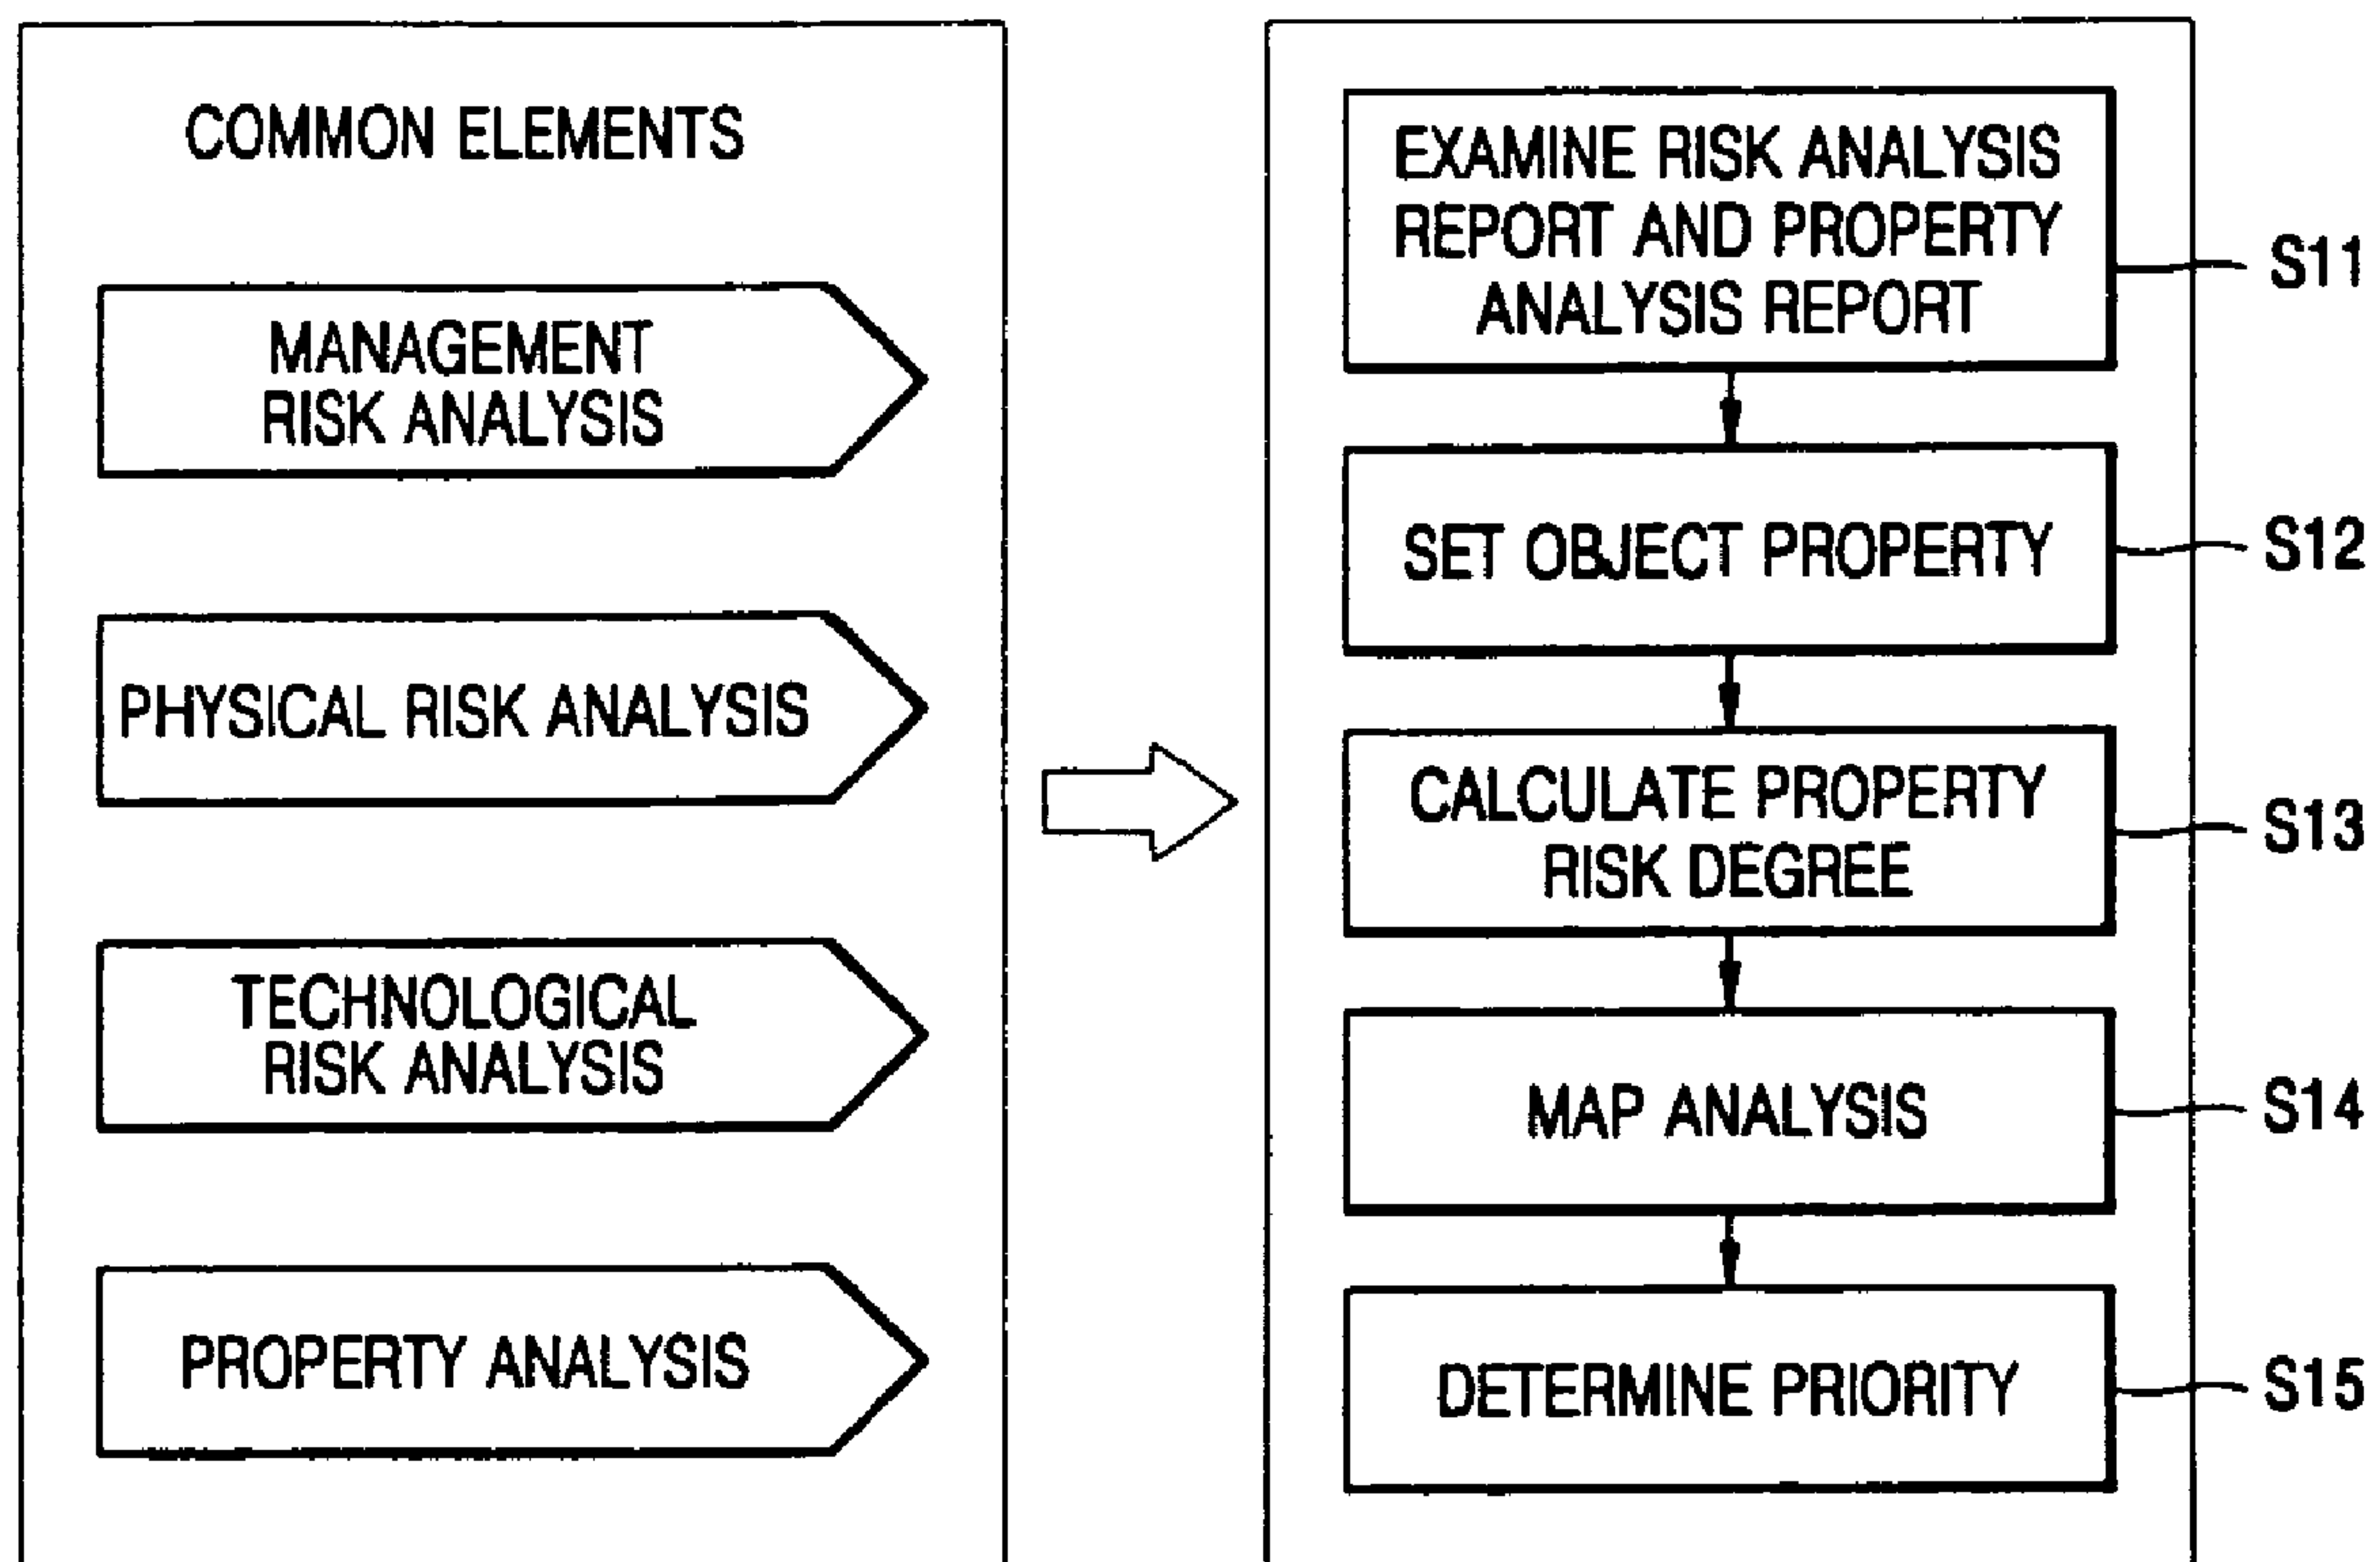 COMMON ELEMENTS
MANAGEMENT
RISK ANALYSIS
PHYSICAL RISK ANALYSIS
TECHNOLOGICAL
RISK ANALYSIS
PROPERTY ANALYSIS
EXAMINE RISK ANALYSIS
REPORT AND PROPERTY
ANALYSIS REPORT
S11
SET OBJECT PROPERTY
S12
CALCULATE PROPERTY
RISK DEGREE
S13
MAP ANALYSIS
S14
DETERMINE PRIORITY
S15